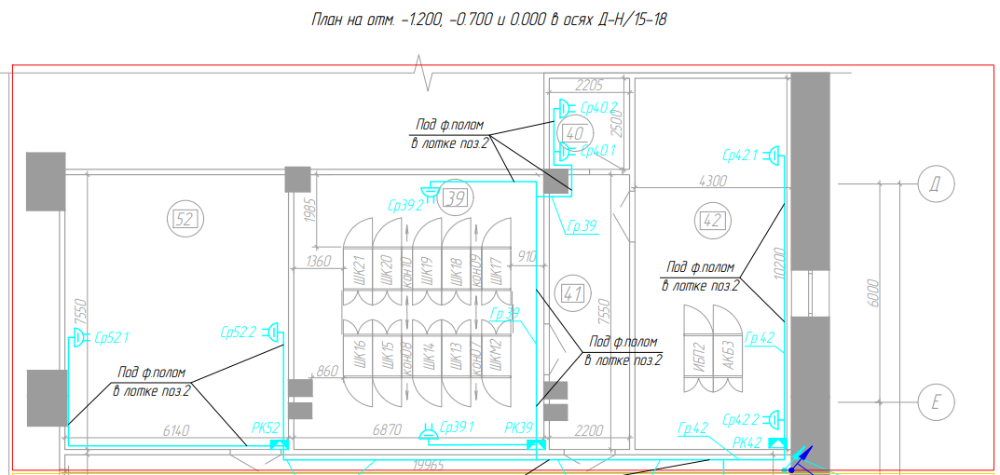 План на отм. -1.200, -0.700 и 0.000 в осях Д-Н/15-18
2205
Ср40.2
2500
40
Ср40.1
Под ф.полом
в лотке поз.2
Ср42.1
4300
Д
52
1985
Ср39.2
39
Гр.39
42
1360
ШК21
ШК20
кон10
ШК19
ШК18
кон09
ШК17
910
Под ф.полом
в лотке поз.2
10200
6000
41
7550
Гр.39
7550
Ср52.1
Ср52.2
Под ф.полом
в лотке поз.2
Гр.42
ШК16
ШК15
кон08
ШК14
ШК13
кон07
ШКМ2
ИБП2
АКБ3
860
Под ф.полом
в лотке поз.2
Е
6140
РК52
6870
Ср39.1
РК39
2200
Гр.42
Ср42.2
РК42
19965